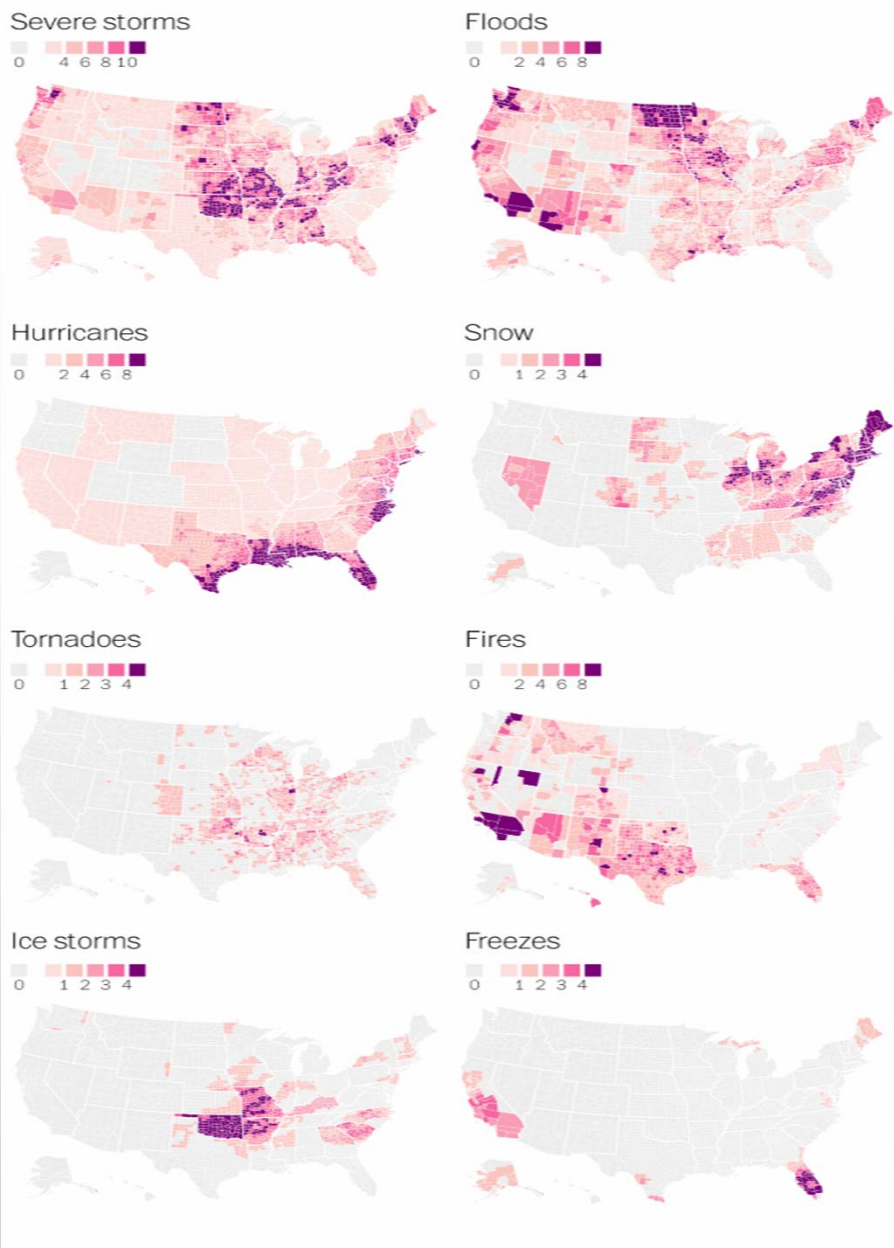 Severe storms
0 4 6 8 10
Floods
0 2 4 6 8
Hurricanes
0 2 4 6 8
Snow
0 1 2 3 4
Tornadoes
0 1 2 3 4
Fires
0 2 4 6 8
Ice storms
0 1 2 3 4
Freezes
0 1 2 3 4